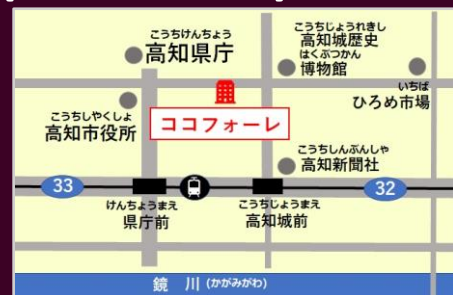 こうちけんちょう
高知県庁
こうちじょうれきし
高知城歴史
はくぶつかん
博物館
いちば
ひろめ市場
こうちしやくしょ
高知市役所
ココフォーレ
こうちしんぶんしゃ
高知新聞社
33
32
けんちょうまえ
県庁前
こうちじょうまえ
高知城前
鏡 川 (かがみがわ)